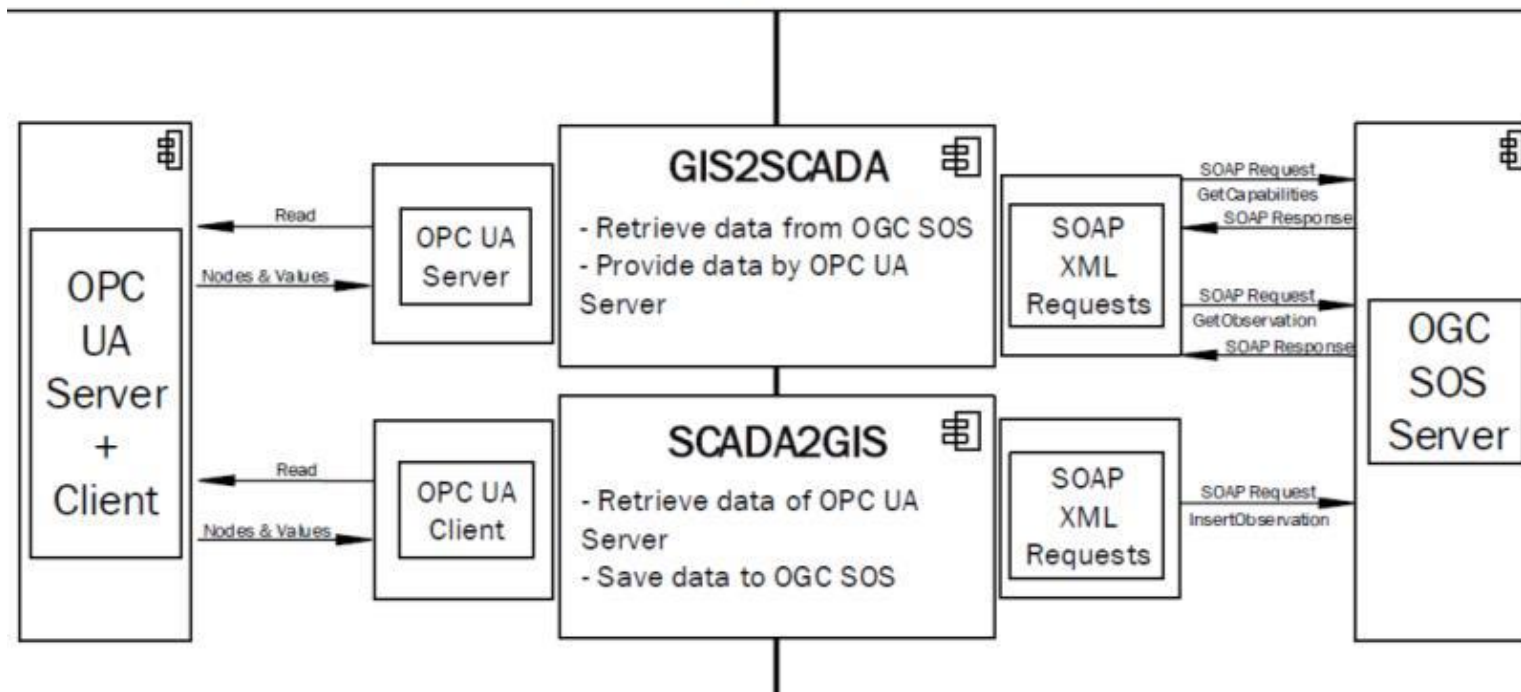 OPC
UA
Server
+
Client
Read
Nodes & Values
Read
Nodes & Values
OPC UA
Server
OPC UA
Client
GIS2SCADA
- Retrieve data from OGC SOS
- Provide data by OPC UA
Server
SCADA2GIS
- Retrieve data of OPC UA
Server
- Save data to OGC SOS
SOAP
XML
Requests
SOAP
XML
Requests
SOAP Request
GetCapabilities
SOAP Response
SOAP Request
GetObservation
SOAP Response
SOAP Request
InsertObservation
OGC
SOS
Server